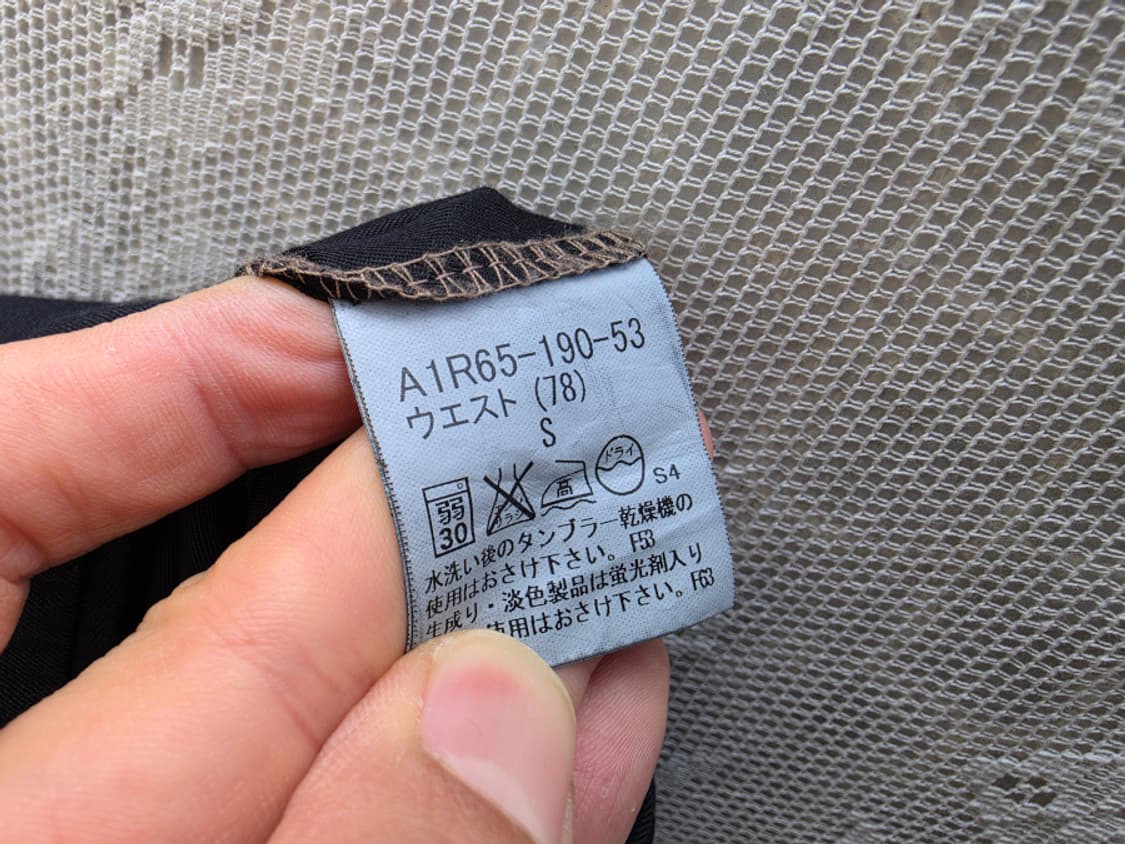 A1R65-190-53
ウエスト (78)
S
弱 30 高 ドライ S4
水洗い後のタンブラー乾燥機の
使用はおさけ下さい。F53
生成り・淡色製品は蛍光剤入り
使用はおさけ下さい。F63